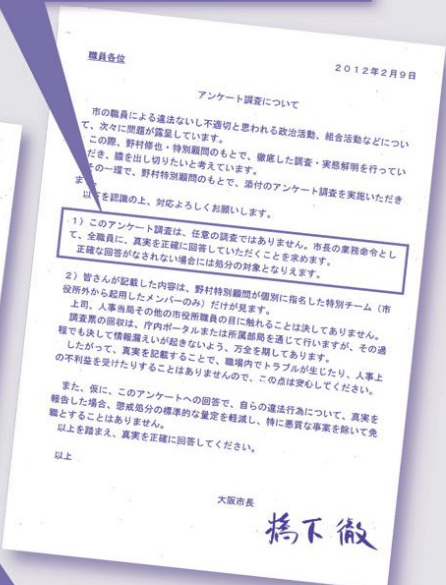 職員各位
2012年2月9日
アンケート調査について
市の職員による違法ないし不適切と思われる政治活動、組合活動などについ
て、次々に問題が露呈しています。
この際、野村修也・特別顧問のもとで、徹底した調査・実態解明を行ってい
ただき、膿を出し切りたいと考えています。
その一環で、野村特別顧問のもとで、添付のアンケート調査を実施いただき
ます。
以下を認識の上、対応よろしくお願いします。
1）このアンケート調査は、任意の調査ではありません。市長の業務命令とし
て、全職員に、真実を正確に回答していただくことを求めます。
正確な回答がなされない場合には処分の対象となりえます。
2）皆さんが記載した内容は、野村特別顧問が個別に指名した特別チーム（市
役所外から起用したメンバーのみ）だけが見ます。
上司、人事当局その他の市役所職員の目に触れることは決してありません。
調査票の回収は、庁内ポータルまたは所属部局を通じて行いますが、その過
程でも決して情報漏えいが起きないよう、万全を期してあります。
したがって、真実を記載することで、職場内でトラブルが生じたり、人事上
の不利益を受けたりすることはありませんので、この点は安心してください。
また、仮に、このアンケートへの回答で、自らの違法行為について、真実を
報告した場合、懲戒処分の標準的な量定を軽減し、特に悪質な事案を除いて免
職とすることはありません。
以上を踏まえ、真実を正確に回答してください。
以上
大阪市長
橋下徹